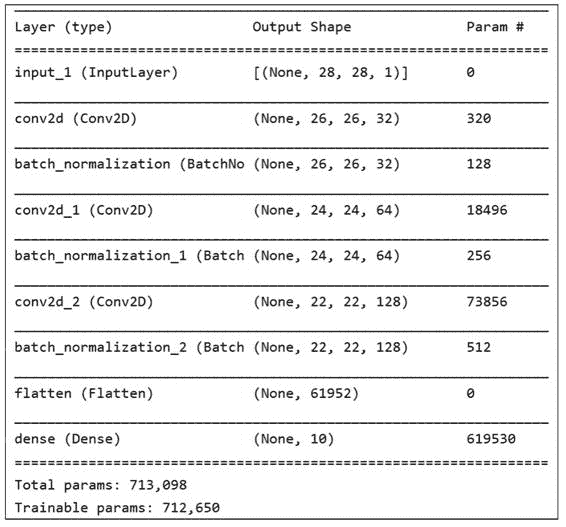 Layer (type) Output Shape Param #
=================================================================
input_1 (InputLayer) [(None, 28, 28, 1)] 0
conv2d (Conv2D) (None, 26, 26, 32) 320
batch_normalization (BatchNo (None, 26, 26, 32) 128
conv2d_1 (Conv2D) (None, 24, 24, 64) 18496
batch_normalization_1 (Batch (None, 24, 24, 64) 256
conv2d_2 (Conv2D) (None, 22, 22, 128) 73856
batch_normalization_2 (Batch (None, 22, 22, 128) 512
flatten (Flatten) (None, 61952) 0
dense (Dense) (None, 10) 619530
=================================================================
Total params: 713,098
Trainable params: 712,650